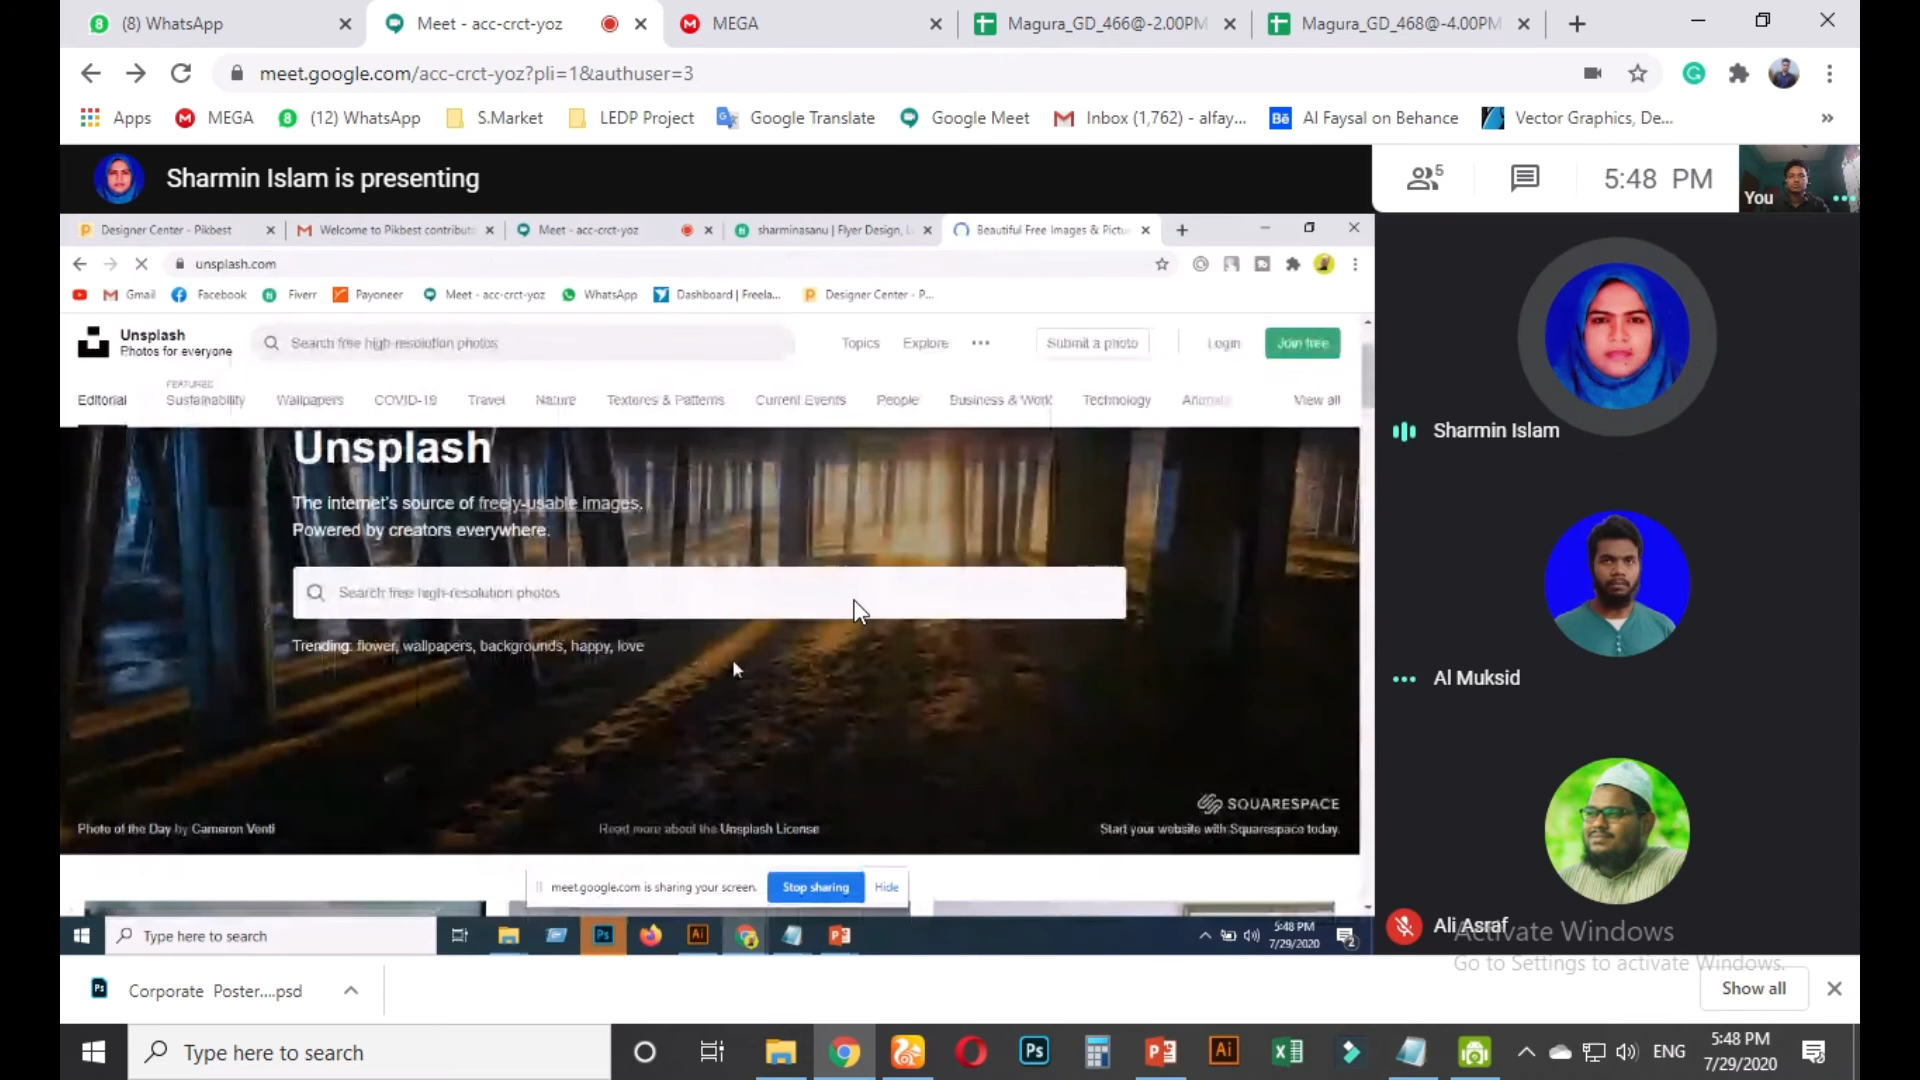 (8) WhatsApp
Meet - acc-crct-yoz
MEGA
Magura_GD_466@-2.00PM
Magura_GD_468@-4.00PM
meet.google.com/acc-crct-yoz?pli=1&authuser=3
Apps
MEGA
(12) WhatsApp
S.Market
LEDP Project
Google Translate
Google Meet
Inbox (1,762) - alfay...
Al Faysal on Behance
Vector Graphics, De...
Sharmin Islam is presenting
5
5:48 PM
You
Designer Center - Pikbest
Welcome to Pikbest contribut
Meet - acc-crct-yoz
sharminasanu | Flyer Design, L
Beautiful Free Images & Pictu
unsplash.com
Gmail
Facebook
Fiverr
Payoneer
Meet - acc-crct-yoz
WhatsApp
Dashboard | Freela...
Designer Center - P...
Unsplash
Photos for everyone
Search free high-resolution photos
Topics
Explore
Submit a photo
Login
Join free
Editorial
FEATURED
Sustainability
Wallpapers
COVID-19
Travel
Nature
Textures & Patterns
Current Events
People
Business & Work
Technology
Animals
View all
Unsplash
The internet's source of freely-usable images.
Powered by creators everywhere.
Search free high-resolution photos
Trending: flower, wallpapers, backgrounds, happy, love
SQUARESPACE
Photo of the Day by Cameron Venti
Read more about the Unsplash License
Start your website with Squarespace today.
meet.google.com is sharing your screen.
Stop sharing
Hide
Type here to search
5:48 PM
7/29/2020
2
Sharmin Islam
Al Muksid
Ali Asraf
Activate Windows
Go to Settings to activate Windows.
Corporate Poster....psd
Show all
Type here to search
ENG
5:48 PM
7/29/2020